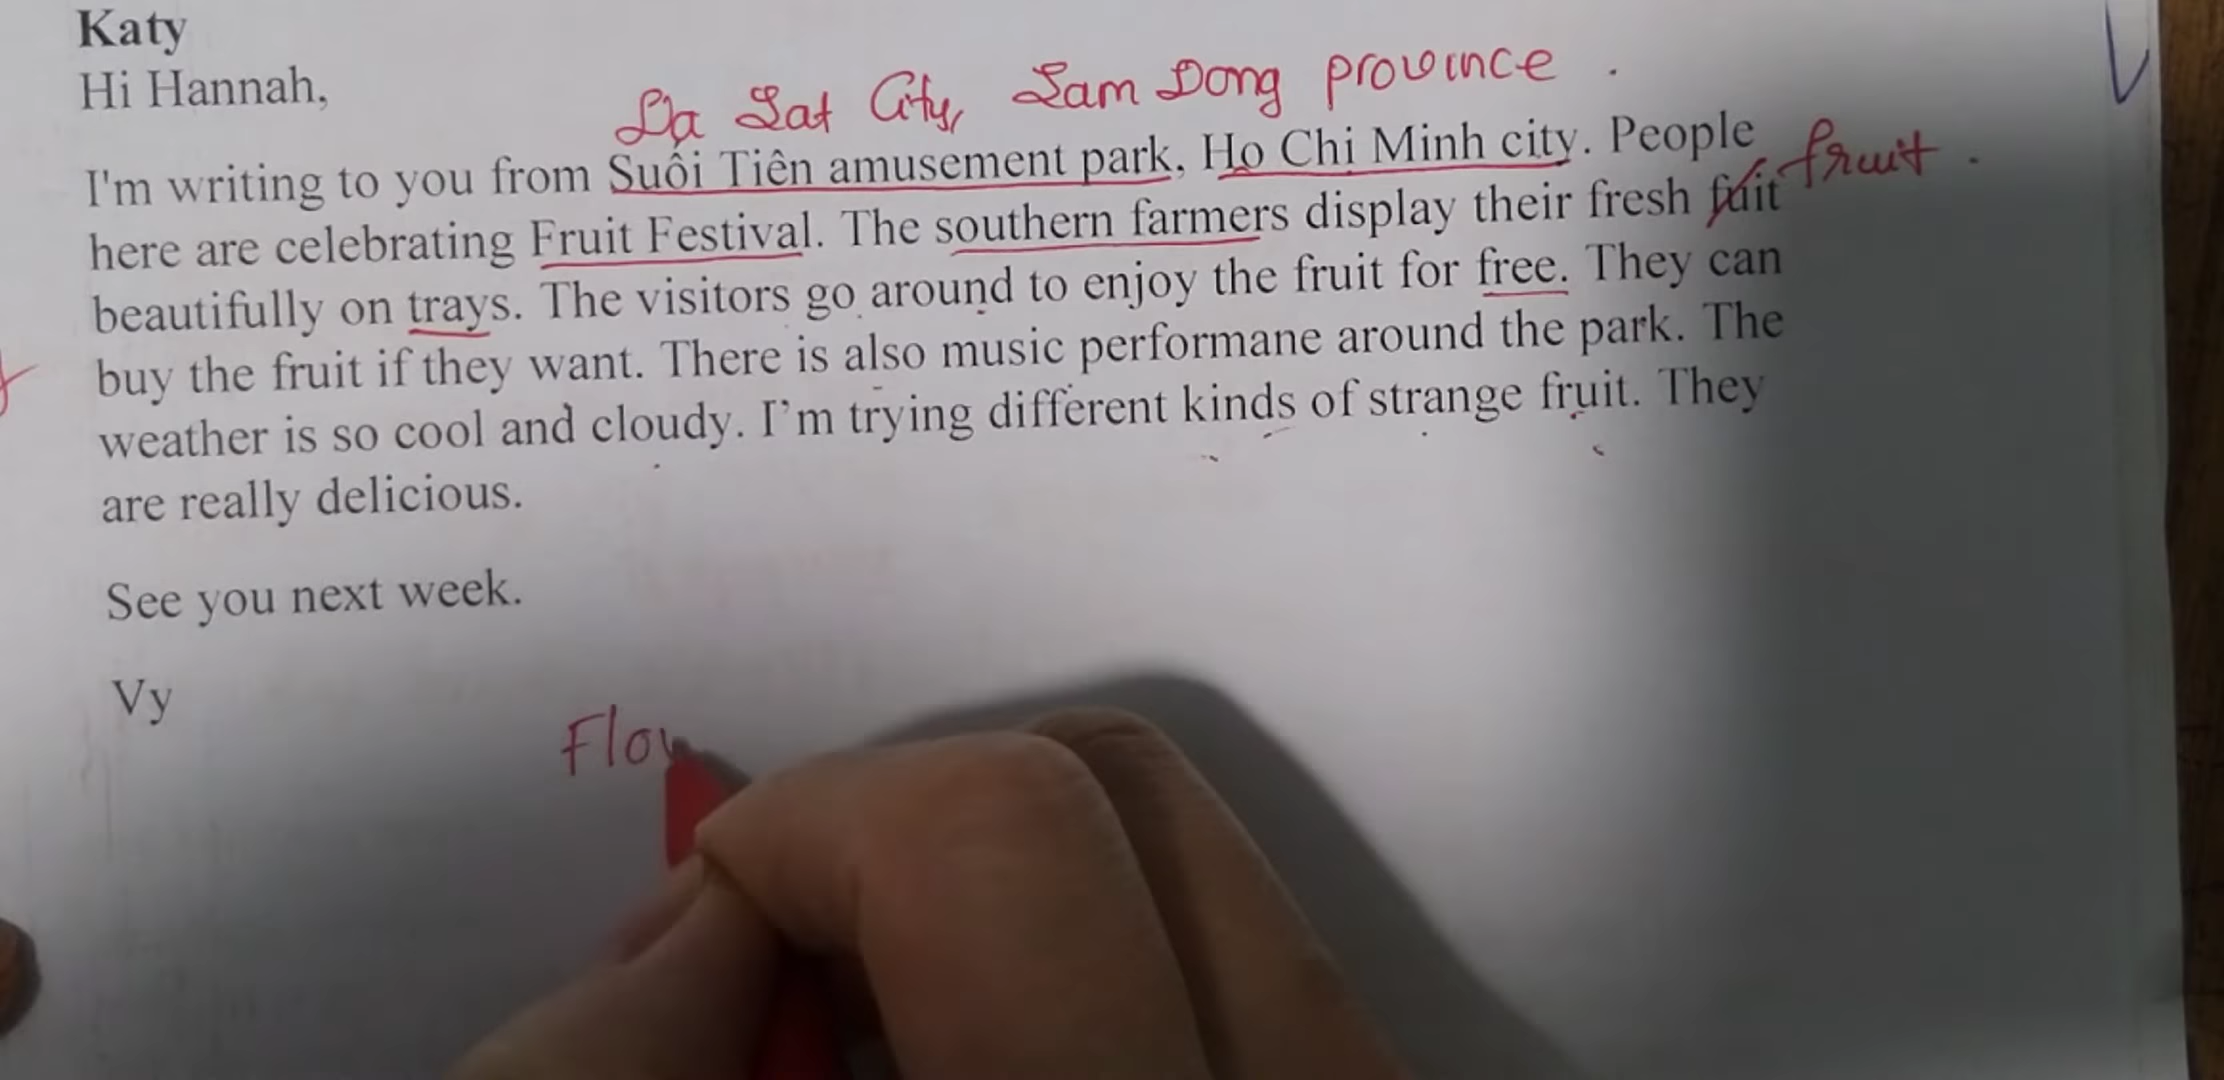 Katy
Hi Hannah,
Da Lat City, Lam Dong province .
I'm writing to you from Suối Tiên amusement park, Ho Chi Minh city. People
here are celebrating Fruit Festival. The southern farmers display their fresh fuit fruit .
beautifully on trays. The visitors go around to enjoy the fruit for free. They can
buy the fruit if they want. There is also music performane around the park. The
weather is so cool and cloudy. I’m trying different kinds of strange fruit. They
are really delicious.
See you next week.
Vy
Flow